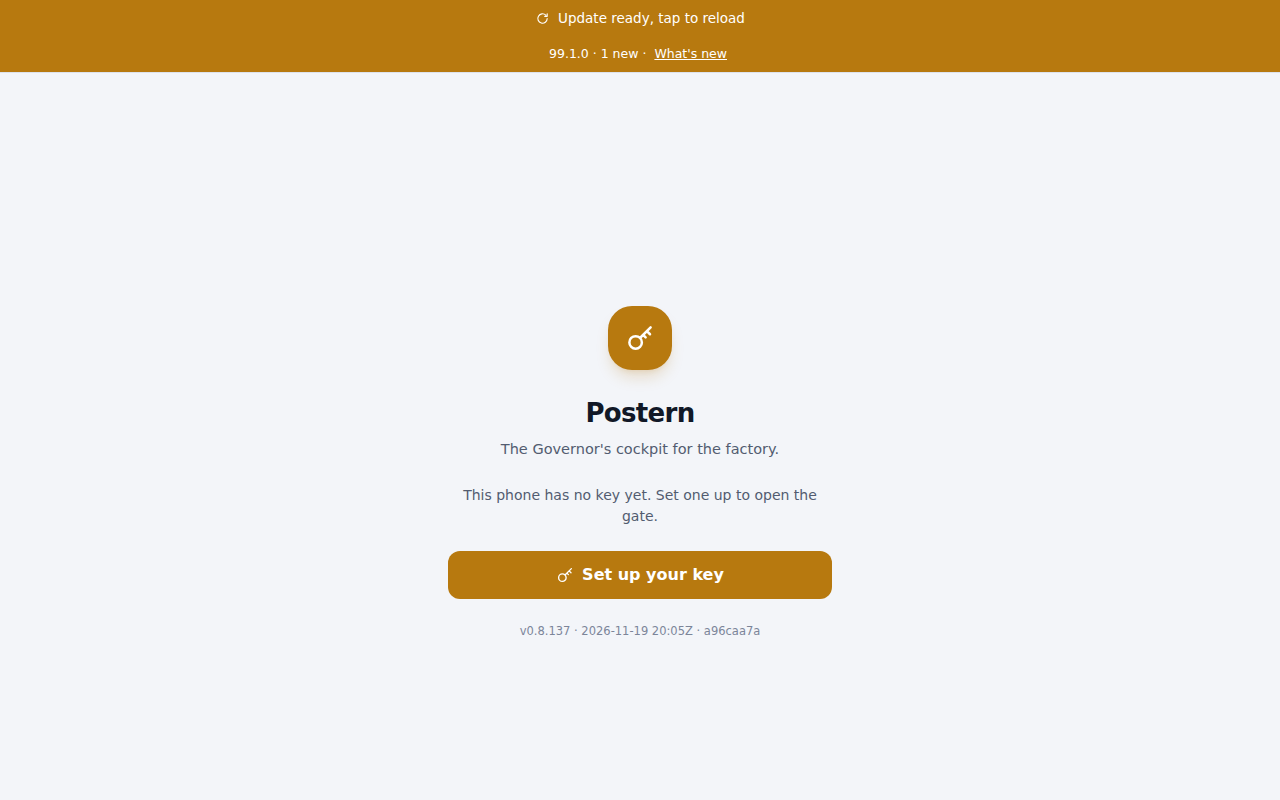 Update ready, tap to reload
99.1.0 · 1 new · What's new
Postern
The Governor's cockpit for the factory.
This phone has no key yet. Set one up to open the
gate.
Set up your key
v0.8.137 · 2026-11-19 20:05Z · a96caa7a